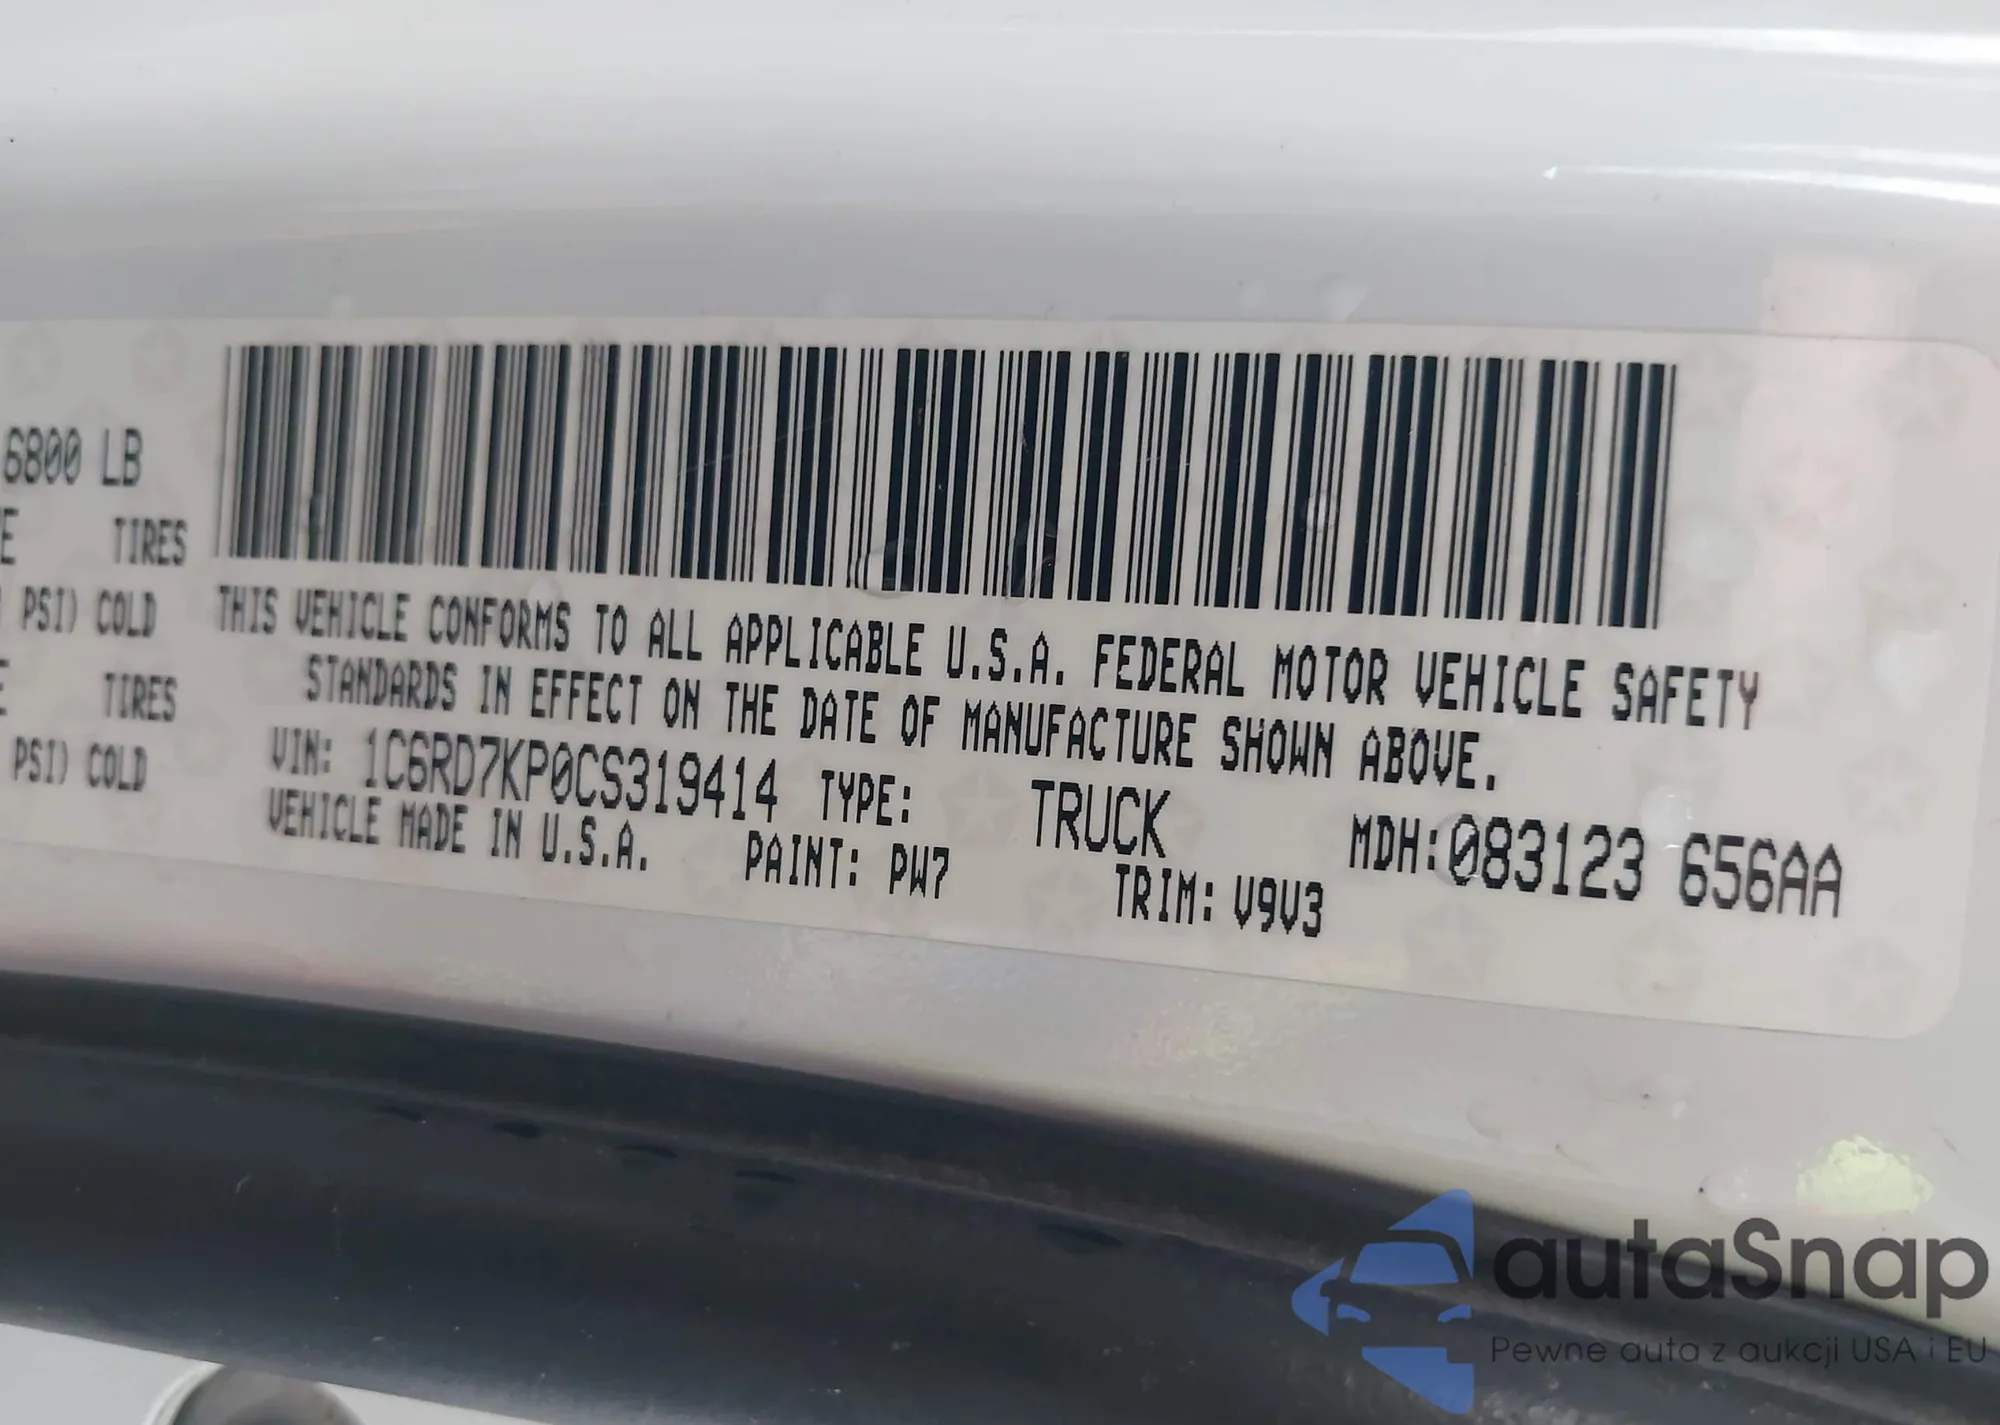 6800 LB
TIRES
PSI) COLD
TIRES
PSI) COLD
THIS VEHICLE CONFORMS TO ALL APPLICABLE U.S.A. FEDERAL MOTOR VEHICLE SAFETY
STANDARDS IN EFFECT ON THE DATE OF MANUFACTURE SHOWN ABOVE.
VIN: 1C6RD7KP0CS319414 TYPE: TRUCK MDH:083123 656AA
VEHICLE MADE IN U.S.A. PAINT: PW7 TRIM: V9V3
autaSnap
Pewne auta z aukcji USA i EU